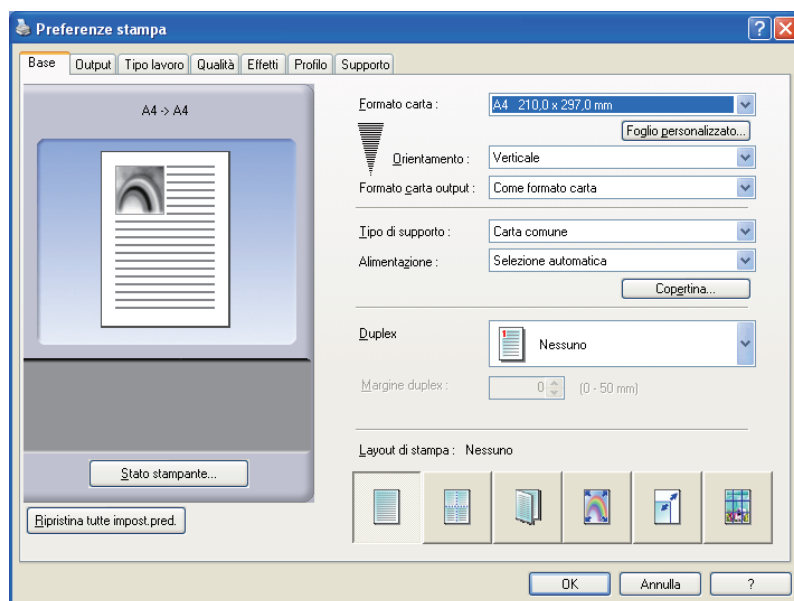 Preferenze stampa
?
Base Output Tipo lavoro Qualità Effetti Profilo Supporto
A4 -> A4
Formato carta : A4 210,0 x 297,0 mm
Foglio personalizzato...
Orientamento : Verticale
Formato carta output : Come formato carta
Tipo di supporto : Carta comune
Alimentazione : Selezione automatica
Copertina...
Duplex 1 Nessuno
Margine duplex : 0 (0 - 50 mm)
Layout di stampa : Nessuno
Stato stampante...
Ripristina tutte impost.pred.
OK Annulla ?